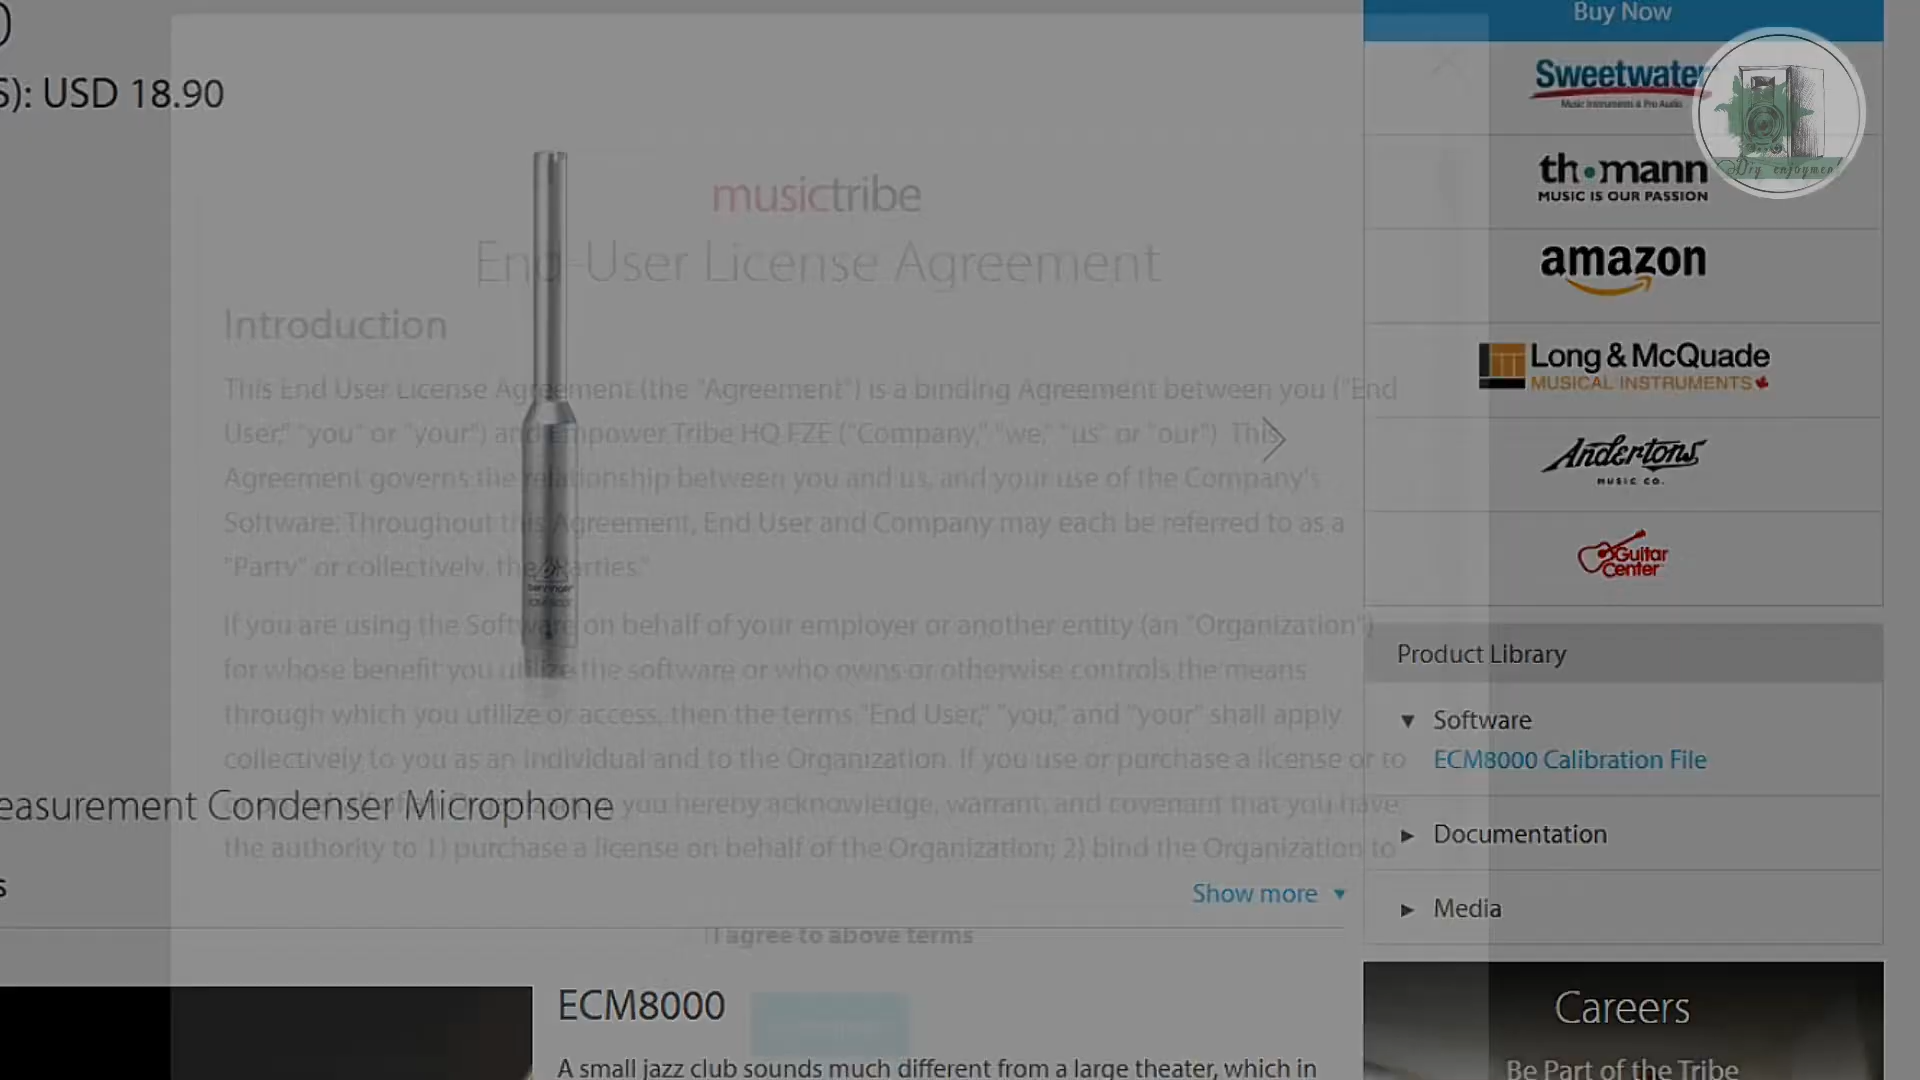 S): USD 18.90
musictribe
End-User License Agreement
Introduction
This End User License Agreement (the "Agreement") is a binding Agreement between you ("End
User," "you" or "your") and Empower Tribe HQ FZE ("Company," "we," "us" or "our"). This
Agreement governs the relationship between you and us, and your use of the Company's
Software. Throughout this Agreement, End User and Company may each be referred to as a
"Party" or collectively, the "Parties."
If you are using the Software on behalf of your employer or another entity (an "Organization")
for whose benefit you utilize the software or who owns or otherwise controls the means
through which you utilize or access, then the terms "End User," "you," and "your" shall apply
collectively to you as an individual and to the Organization. If you use or purchase a license or to
you hereby acknowledge, warrant, and covenant that you have
the authority to 1) purchase a license on behalf of the Organization; 2) bind the Organization to
easurement Condenser Microphone
s
Show more
I agree to above terms
ECM8000
A small jazz club sounds much different from a large theater, which in
Buy Now
Sweetwater
Music Instruments & Pro Audio
th•mann
MUSIC IS OUR PASSION
amazon
Long & McQuade
MUSICAL INSTRUMENTS
Andertons
MUSIC CO.
Guitar
Center
Product Library
Software
ECM8000 Calibration File
Documentation
Media
Careers
Be Part of the Tribe
Diy enjoymen